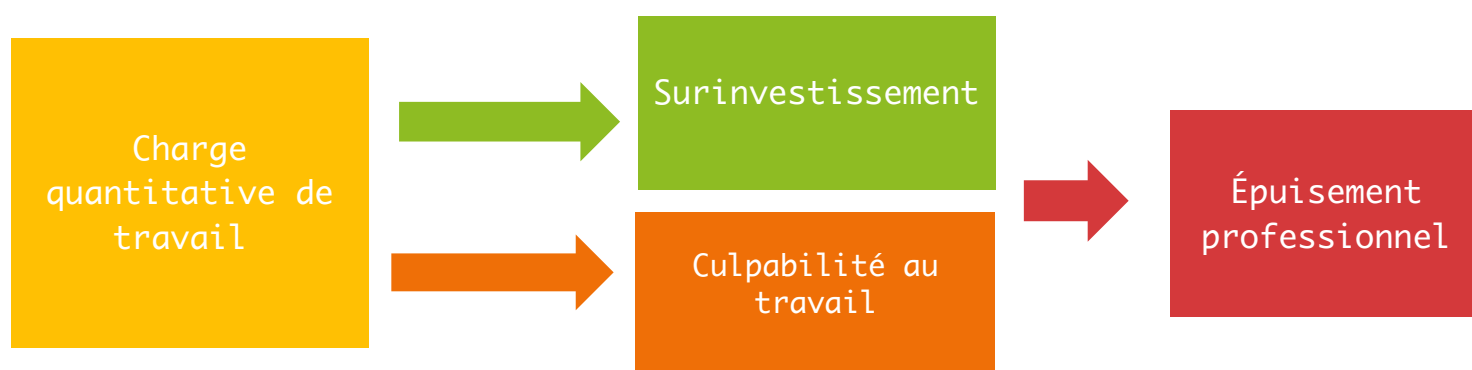 Charge
quantitative de
travail
Surinvestissement
Culpabilité au
travail
Épuisement
professionnel